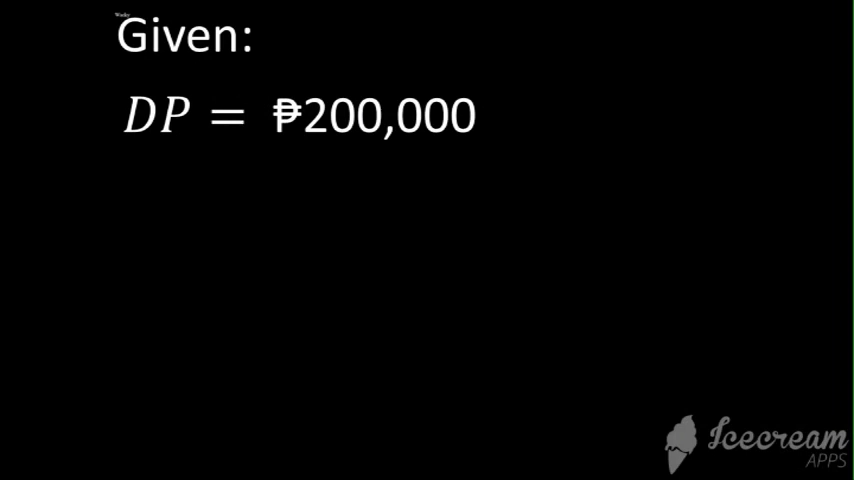 Given:
𝐷𝑃 = ₱200,000
Icecream
APPS